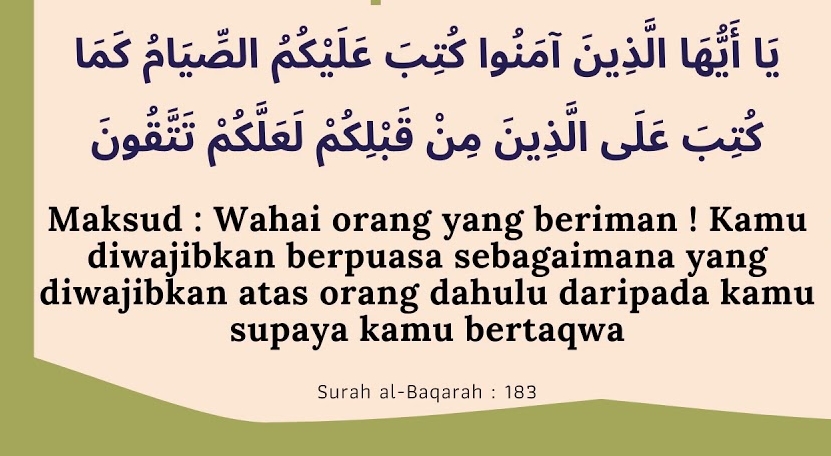 يَا أَيُّهَا الَّذِينَ آمَنُوا كُتِبَ عَلَيْكُمُ الصِّيَامُ كَمَا
كُتِبَ عَلَى الَّذِينَ مِنْ قَبْلِكُمْ لَعَلَّكُمْ تَتَّقُونَ
Maksud : Wahai orang yang beriman ! Kamu
diwajibkan berpuasa sebagaimana yang
diwajibkan atas orang dahulu daripada kamu
supaya kamu bertaqwa
Surah al-Baqarah : 183